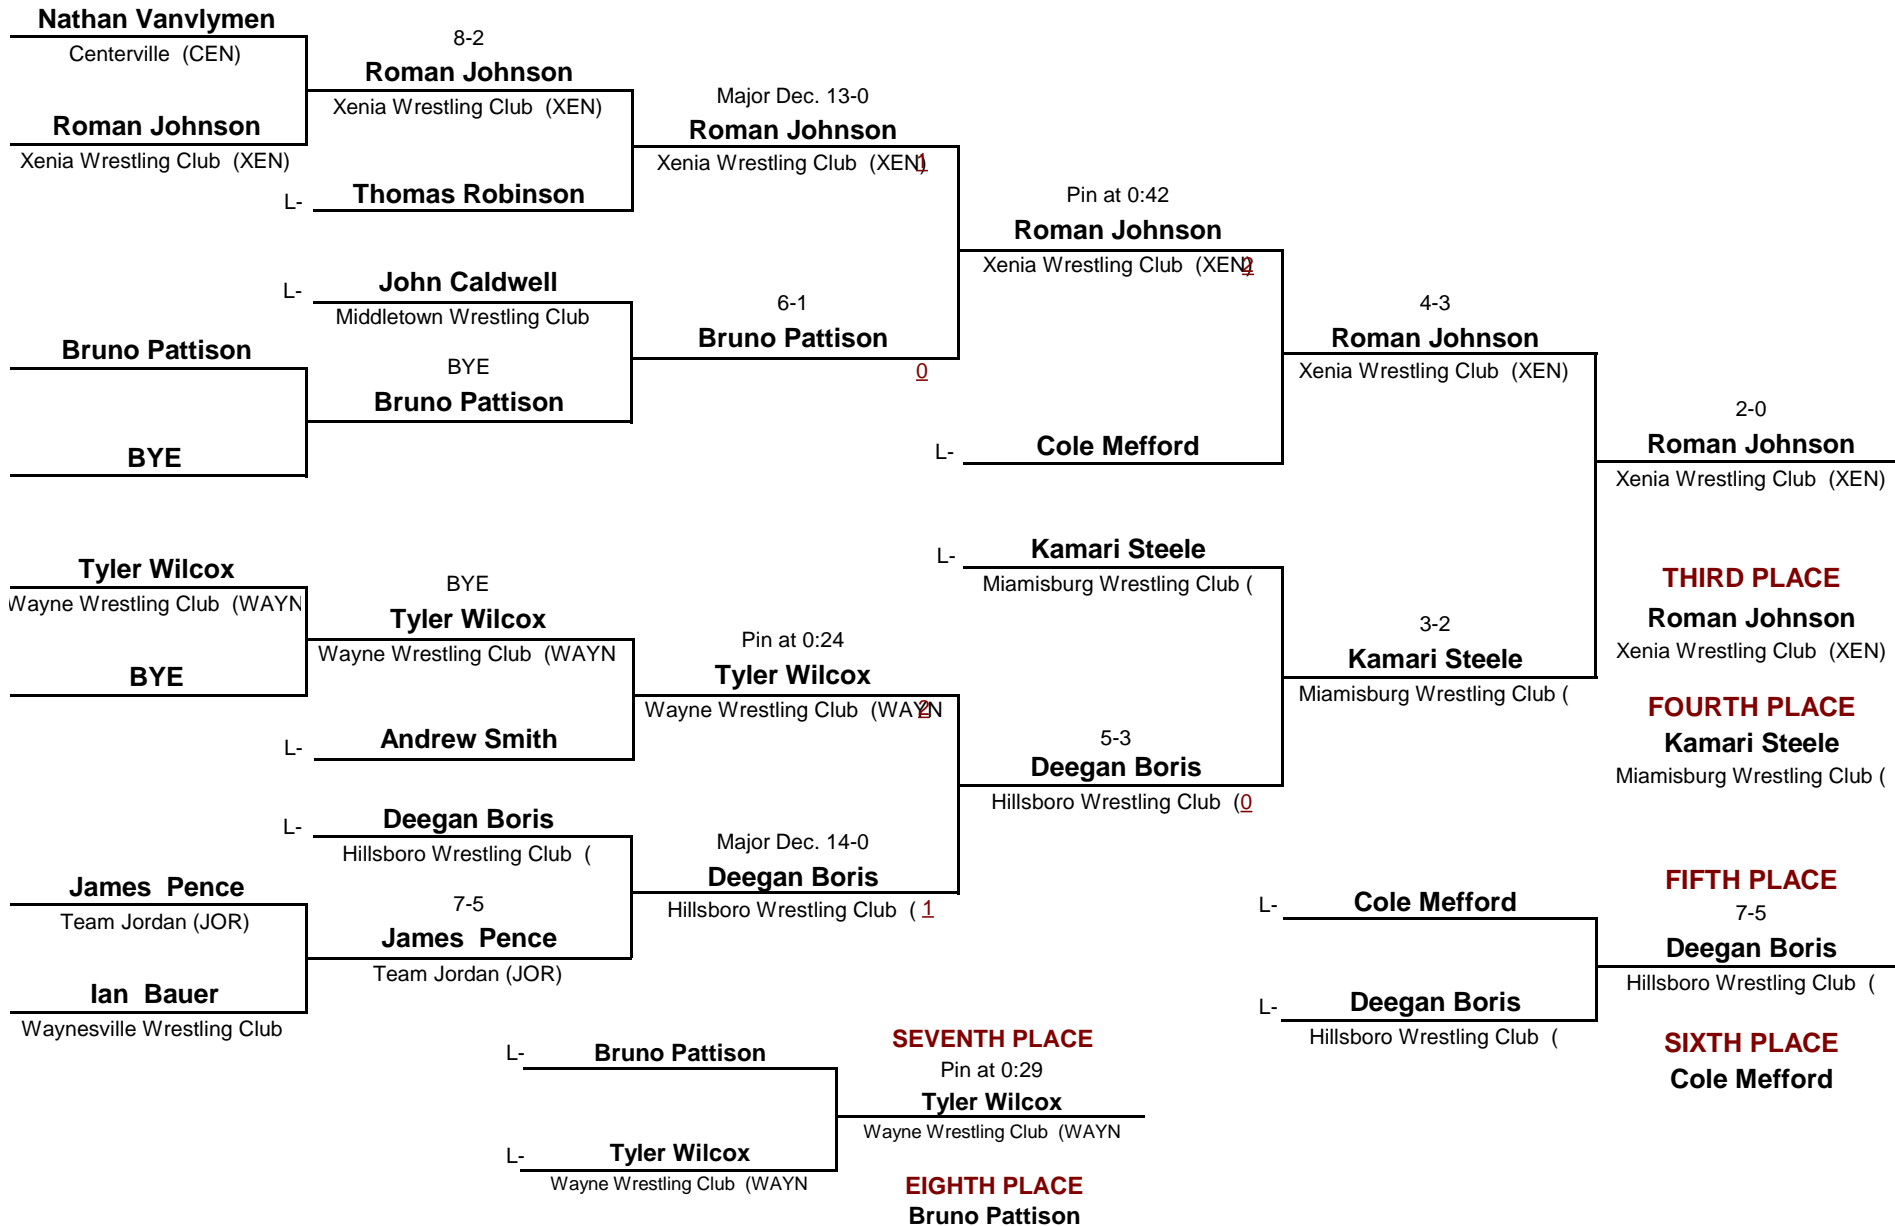 Nathan Vanvlymen
Centerville (CEN)
Roman Johnson
Xenia Wrestling Club (XEN)
Bruno Pattison
BYE
Tyler Wilcox
Wayne Wrestling Club (WAYN
BYE
James Pence
Team Jordan (JOR)
Ian Bauer
Waynesville Wrestling Club
8-2
Roman Johnson
Xenia Wrestling Club (XEN)
L- Thomas Robinson
L- John Caldwell
Middletown Wrestling Club
BYE
Bruno Pattison
BYE
Tyler Wilcox
Wayne Wrestling Club (WAYN
L- Andrew Smith
L- Deegan Boris
Hillsboro Wrestling Club (
7-5
James Pence
Team Jordan (JOR)
Major Dec. 13-0
Roman Johnson
Xenia Wrestling Club (XEN) 1
6-1
Bruno Pattison
0
Pin at 0:24
Tyler Wilcox
Wayne Wrestling Club (WAYN 2
Major Dec. 14-0
Deegan Boris
Hillsboro Wrestling Club ( 1
Pin at 0:42
Roman Johnson
Xenia Wrestling Club (XEN) 2
L- Cole Mefford
L- Kamari Steele
Miamisburg Wrestling Club (
5-3
Deegan Boris
Hillsboro Wrestling Club (0
4-3
Roman Johnson
Xenia Wrestling Club (XEN)
3-2
Kamari Steele
Miamisburg Wrestling Club (
2-0
Roman Johnson
Xenia Wrestling Club (XEN)
THIRD PLACE
Roman Johnson
Xenia Wrestling Club (XEN)
FOURTH PLACE
Kamari Steele
Miamisburg Wrestling Club (
L- Cole Mefford
L- Deegan Boris
Hillsboro Wrestling Club (
FIFTH PLACE
7-5
Deegan Boris
Hillsboro Wrestling Club (
SIXTH PLACE
Cole Mefford
L- Bruno Pattison
L- Tyler Wilcox
Wayne Wrestling Club (WAYN
SEVENTH PLACE
Pin at 0:29
Tyler Wilcox
Wayne Wrestling Club (WAYN
EIGHTH PLACE
Bruno Pattison